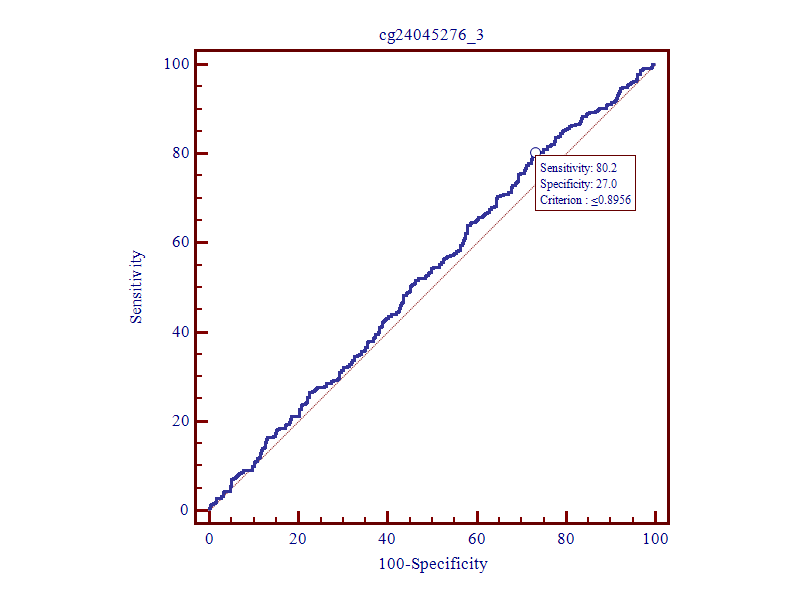 cg24045276_3
100
80
60
40
20
0
Sensitivity
Sensitivity: 80.2
Specificity: 27.0
Criterion : ≤0.8956
0 20 40 60 80 100
100-Specificity